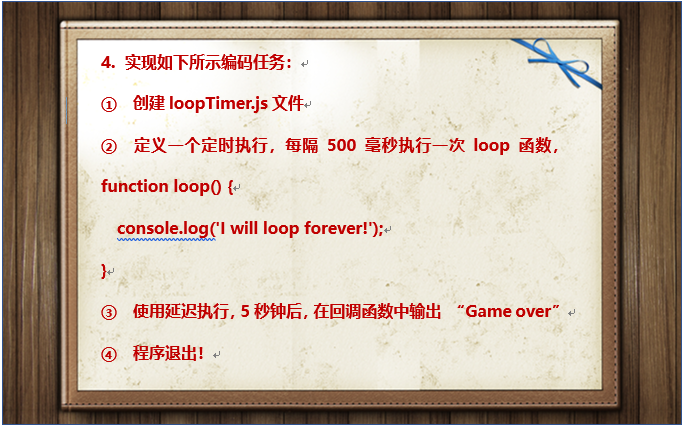 4. 实现如下所示编码任务：
① 创建 loopTimer.js 文件
② 定义一个定时执行，每隔 500 毫秒执行一次 loop 函数，
function loop() {
console.log('I will loop forever!');
}
③ 使用延迟执行，5 秒钟后，在回调函数中输出 “Game over”
④ 程序退出！